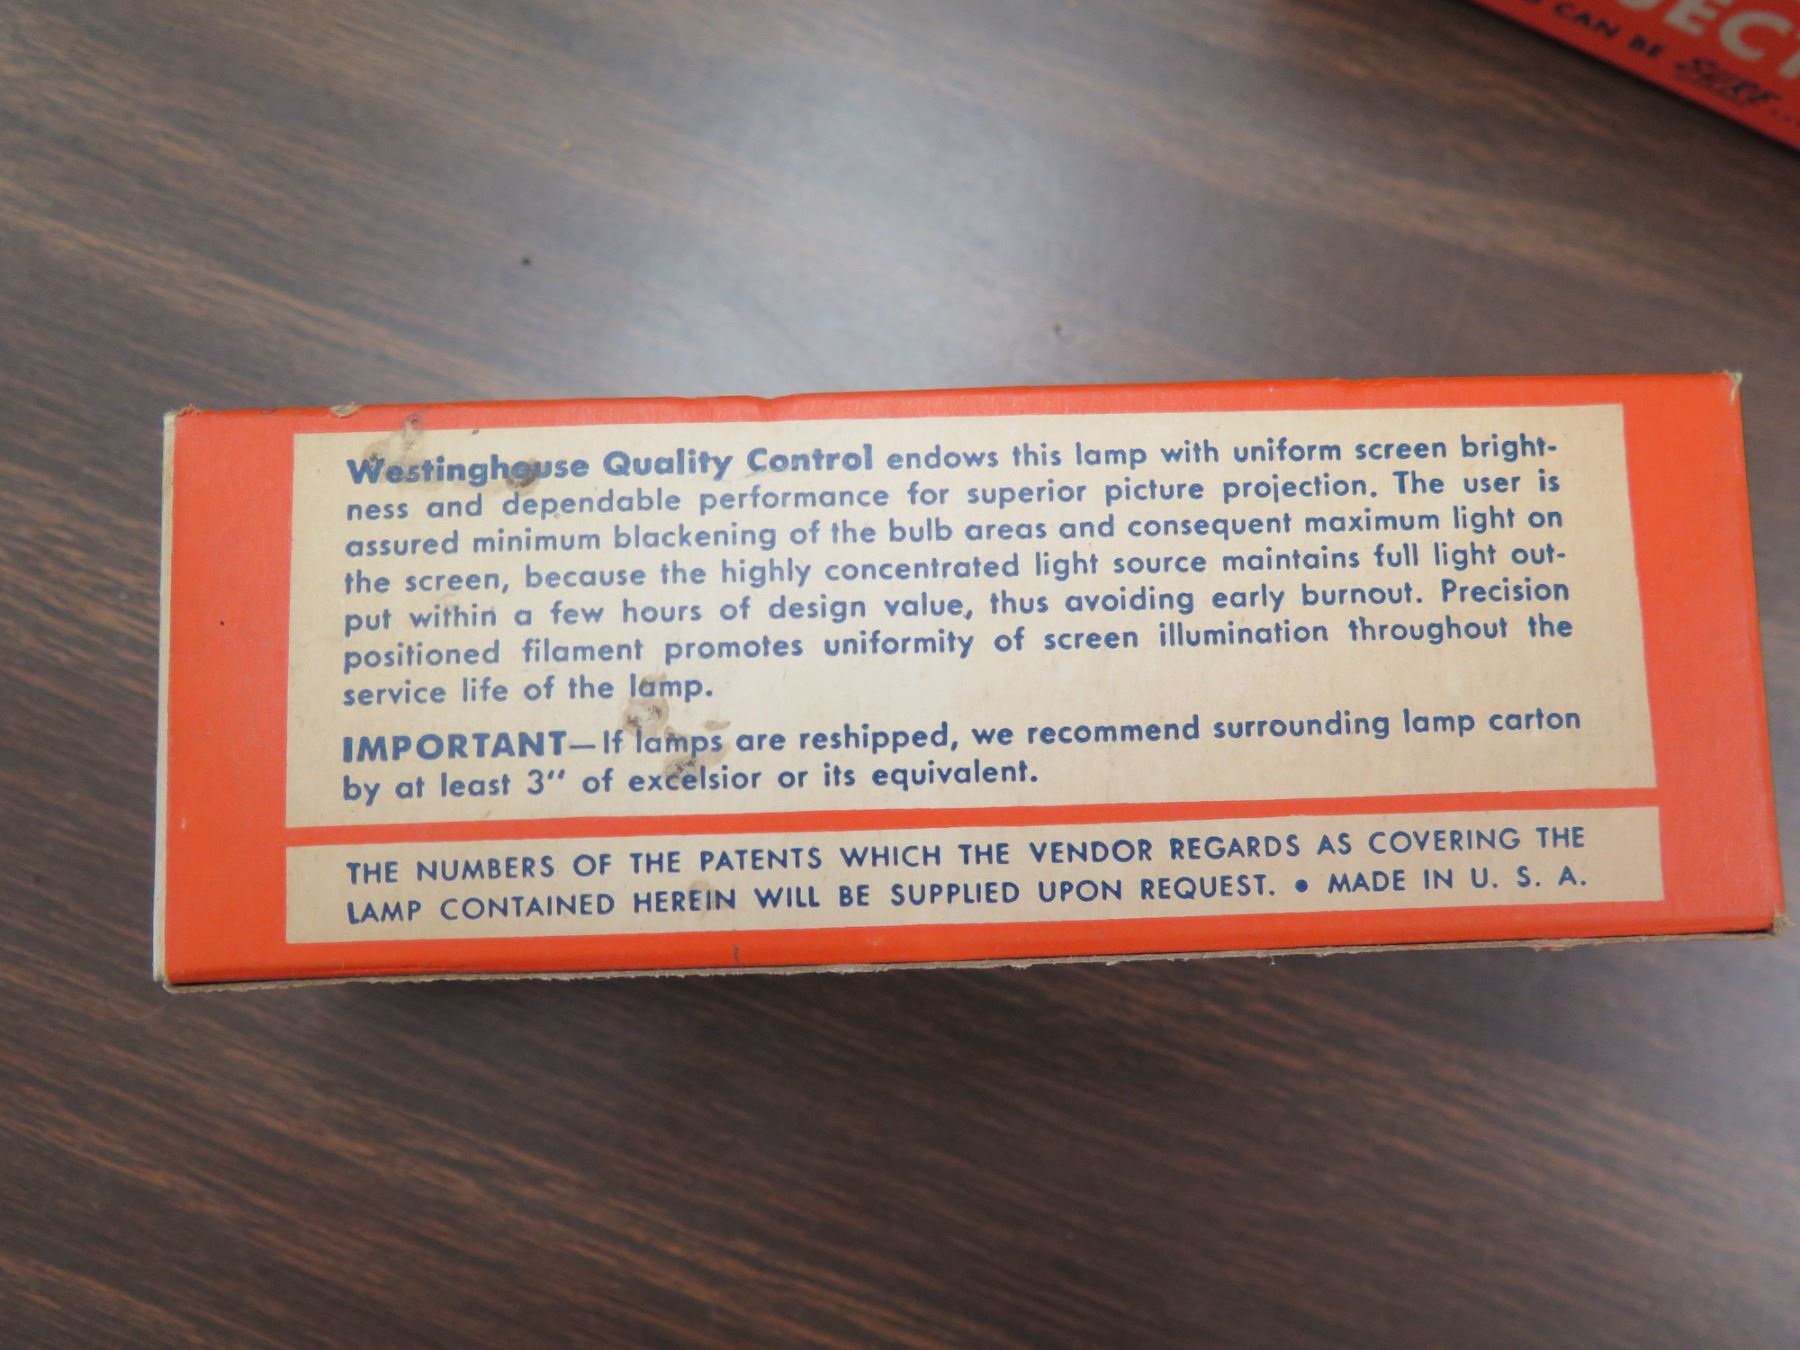 JECT
CAN BE SURE...
Westinghouse Quality Control endows this lamp with uniform screen bright-
ness and dependable performance for superior picture projection. The user is
assured minimum blackening of the bulb areas and consequent maximum light on
the screen, because the highly concentrated light source maintains full light out-
put within a few hours of design value, thus avoiding early burnout. Precision
positioned filament promotes uniformity of screen illumination throughout the
service life of the lamp.
IMPORTANT—If lamps are reshipped, we recommend surrounding lamp carton
by at least 3“ of excelsior or its equivalent.
THE NUMBERS OF THE PATENTS WHICH THE VENDOR REGARDS AS COVERING THE
LAMP CONTAINED HEREIN WILL BE SUPPLIED UPON REQUEST. • MADE IN U. S. A.